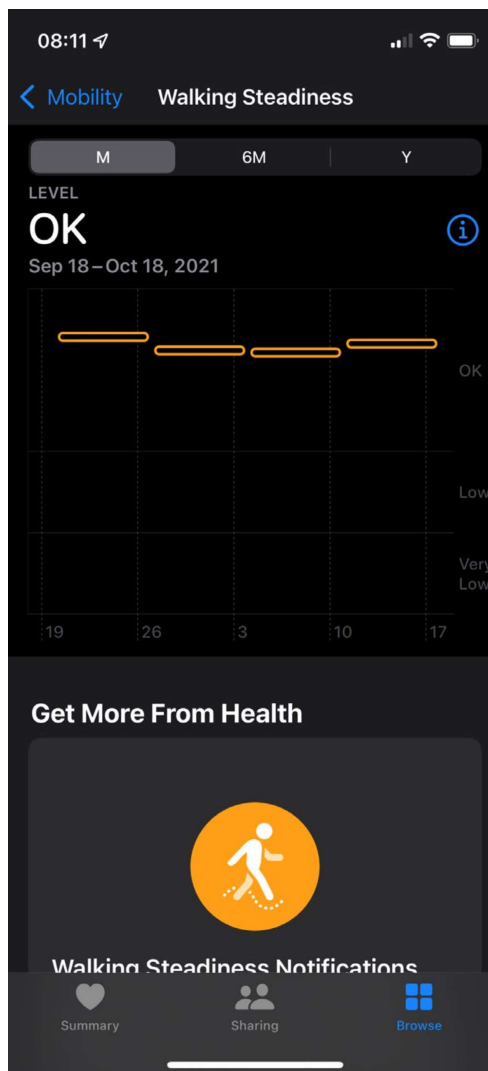 08:11
Mobility
Walking Steadiness
M
6M
Y
LEVEL
OK
Sep 18–Oct 18, 2021
OK
Low
Very
Low
19
26
3
10
17
Get More From Health
Walking Steadiness Notifications
Summary
Sharing
Browse